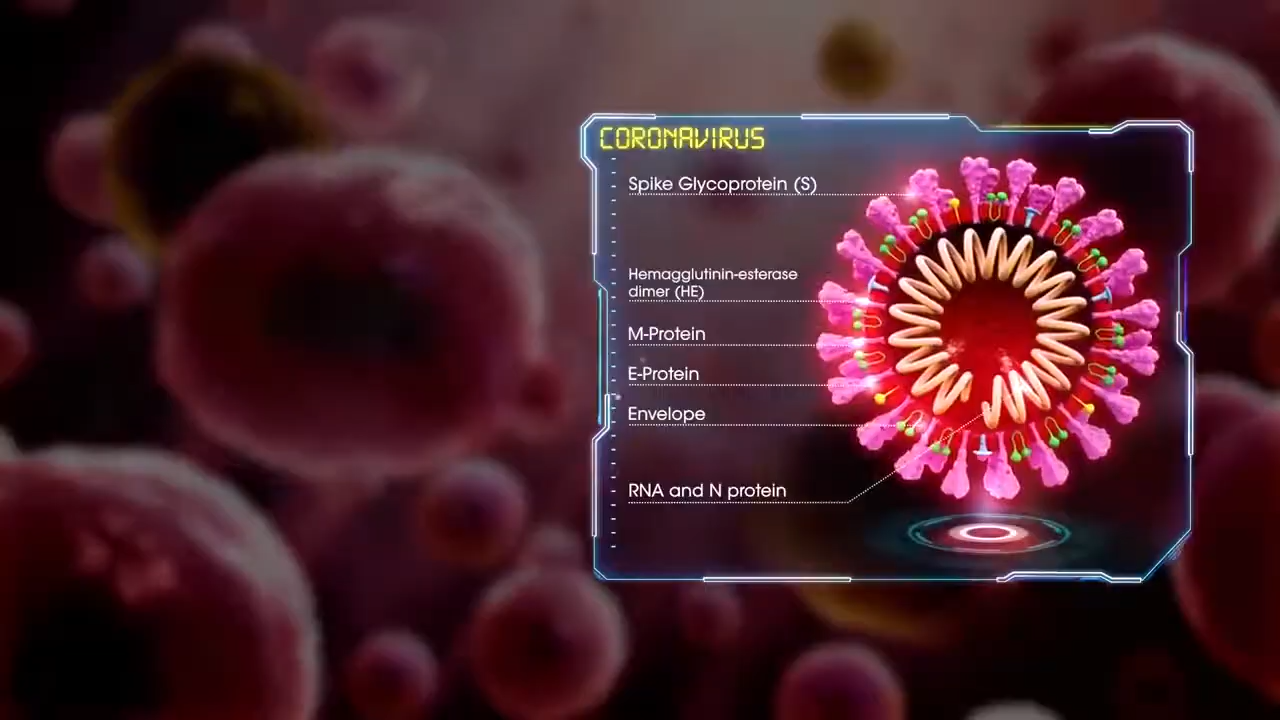 CORONAVIRUS
Spike Glycoprotein (S)
Hemagglutinin-esterase
dimer (HE)
M-Protein
E-Protein
Envelope
RNA and N protein